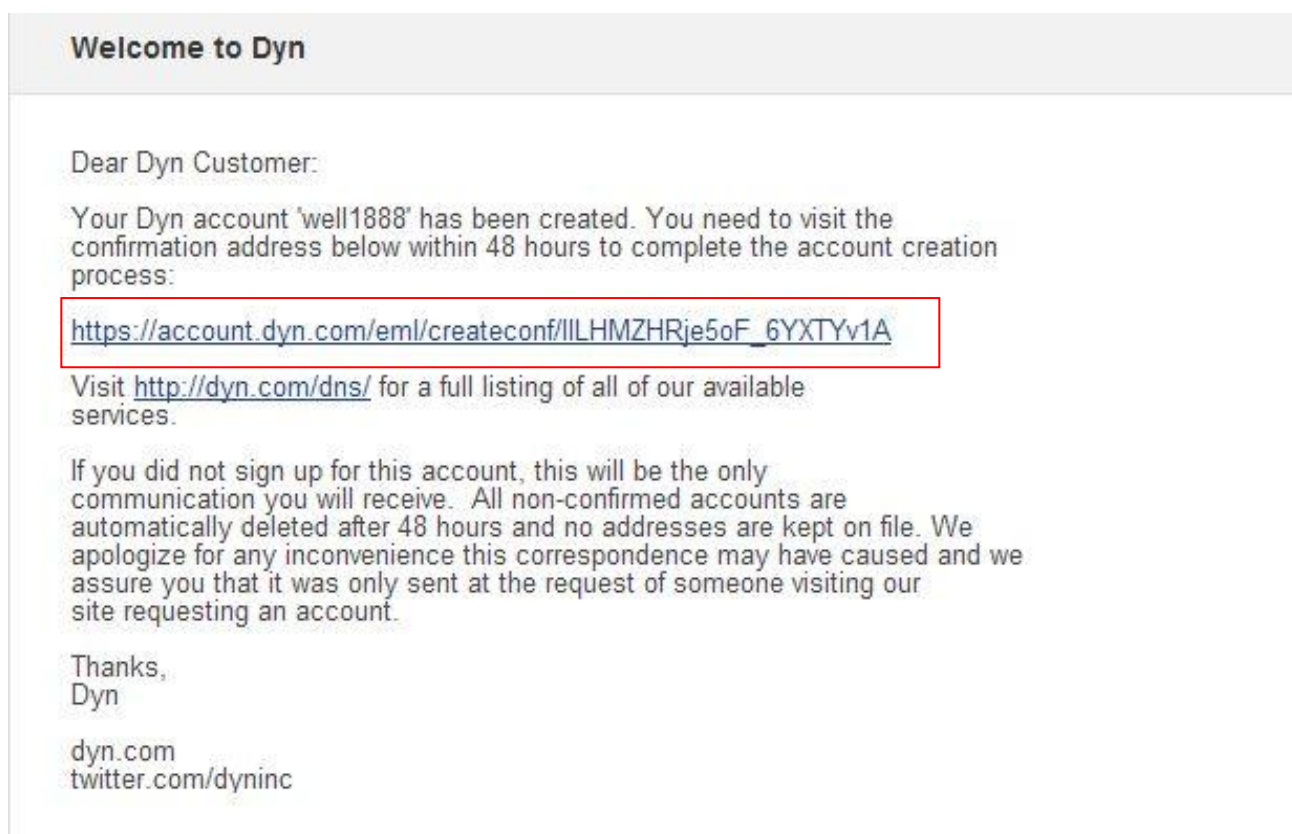 Welcome to Dyn
Dear Dyn Customer:
Your Dyn account 'well1888' has been created. You need to visit the
confirmation address below within 48 hours to complete the account creation
process:
https://account.dyn.com/eml/createconf/IILHMZHRje5oF_6YXTYv1A
Visit http://dyn.com/dns/ for a full listing of all of our available
services.
If you did not sign up for this account, this will be the only
communication you will receive.  All non-confirmed accounts are
automatically deleted after 48 hours and no addresses are kept on file. We
apologize for any inconvenience this correspondence may have caused and we
assure you that it was only sent at the request of someone visiting our
site requesting an account.
Thanks,
Dyn
dyn.com
twitter.com/dyninc